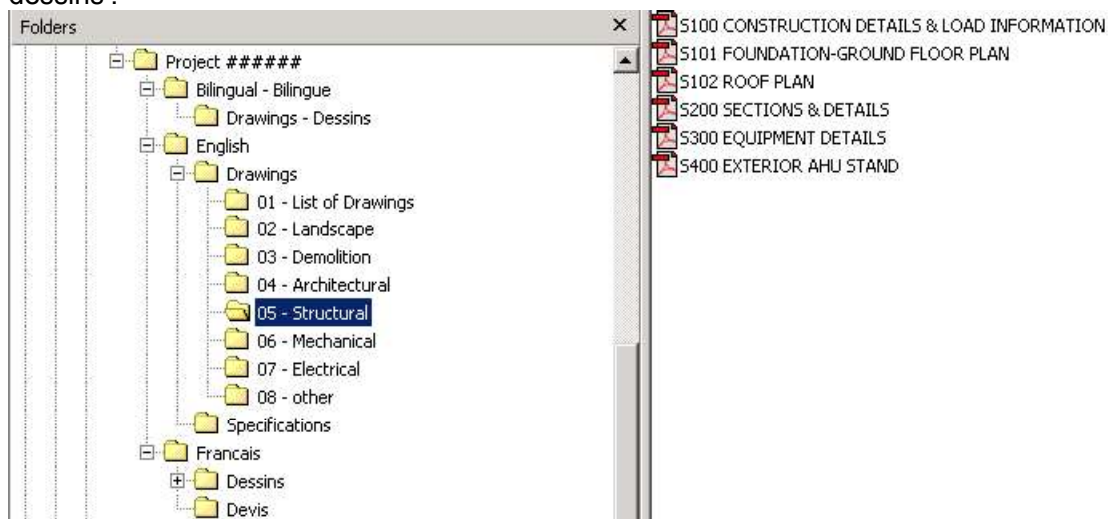 dessins :
Folders
Project ######
Bilingual - Bilingue
Drawings - Dessins
English
Drawings
01 - List of Drawings
02 - Landscape
03 - Demolition
04 - Architectural
05 - Structural
06 - Mechanical
07 - Electrical
08 - other
Specifications
Francais
Dessins
Devis
S100 CONSTRUCTION DETAILS & LOAD INFORMATION
S101 FOUNDATION-GROUND FLOOR PLAN
S102 ROOF PLAN
S200 SECTIONS & DETAILS
S300 EQUIPMENT DETAILS
S400 EXTERIOR AHU STAND